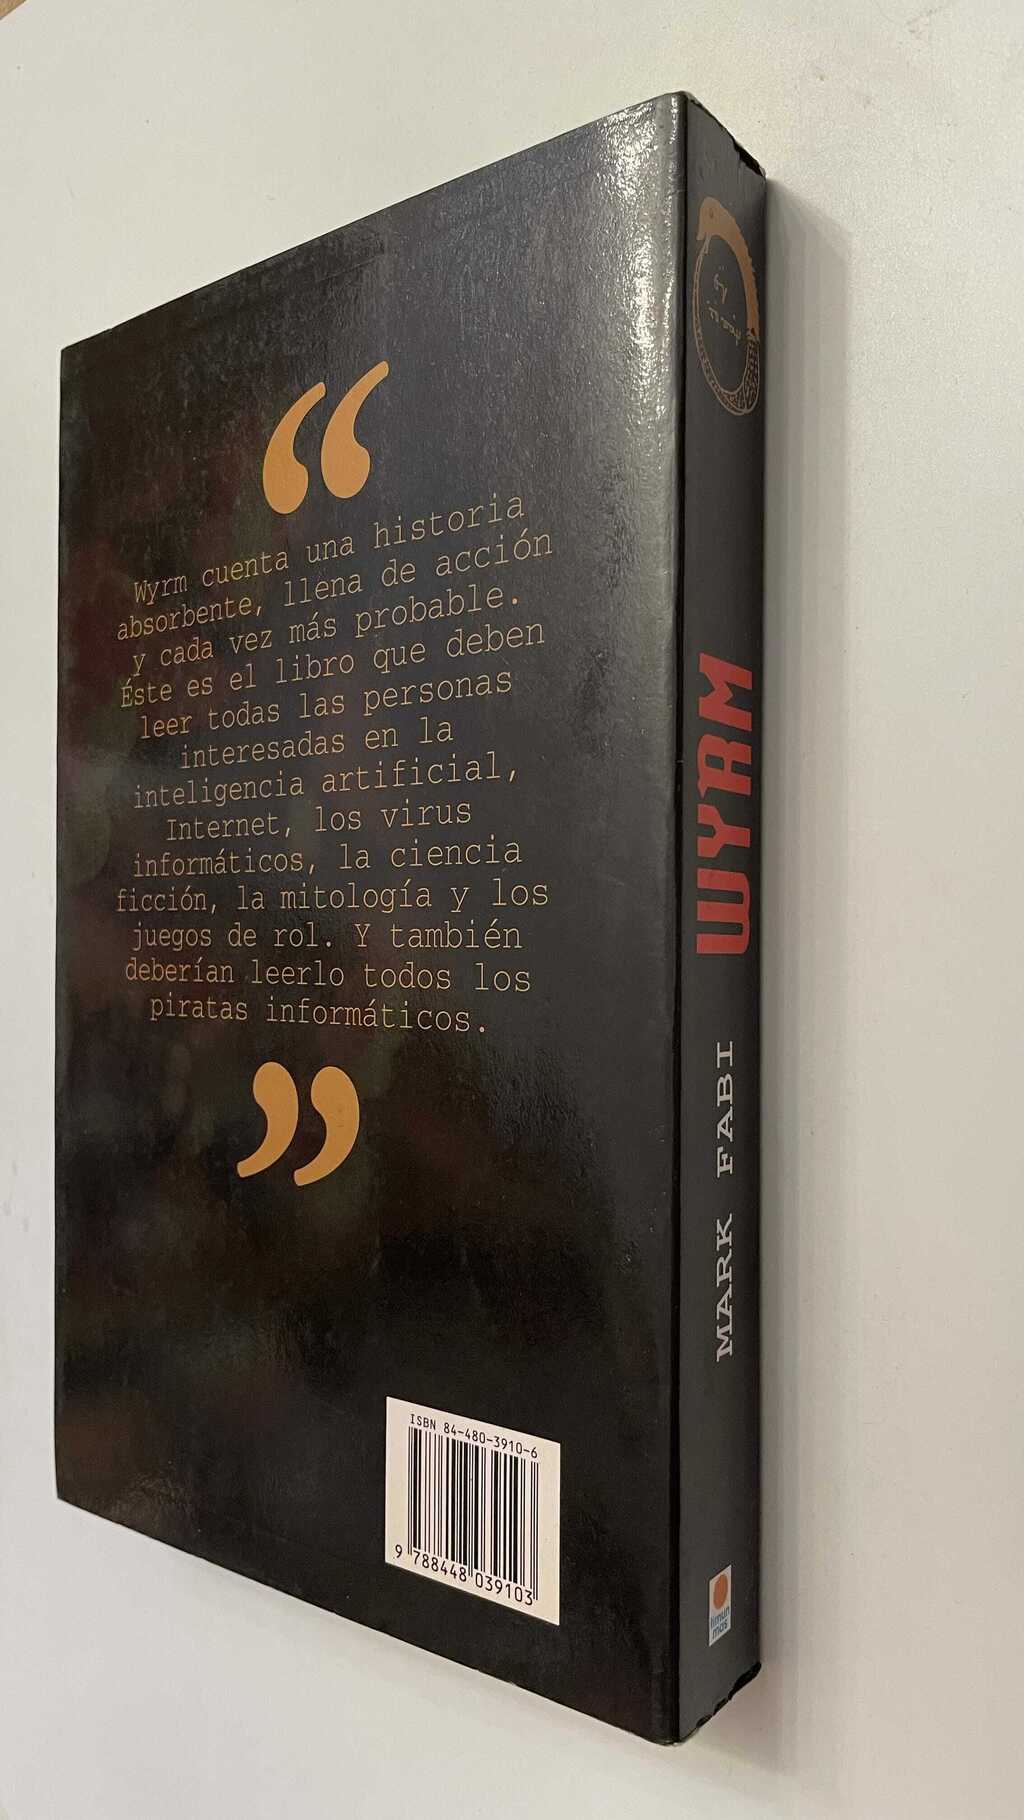 Wyrm cuenta una historia
absorbente, llena de acción
y cada vez más probable.
Éste es el libro que deben
leer todas las personas
interesadas en la
inteligencia artificial,
Internet, los virus
informáticos, la ciencia
ficción, la mitología y los
juegos de rol. Y también
deberían leerlo todos los
piratas informáticos.
ISBN 84-480-3910-6
9 788448 039103
WYRM
MARK FABI
timun
mas